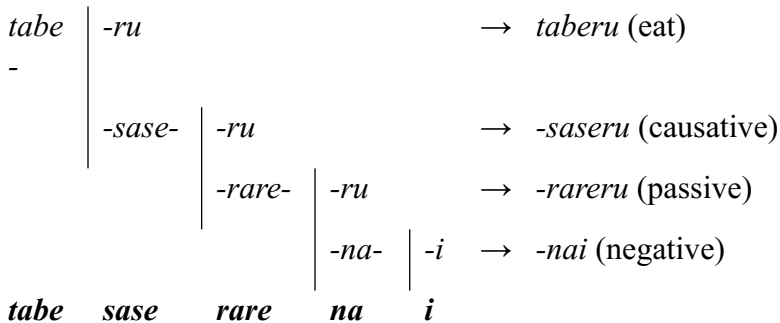 tabe -ru → taberu (eat)
-
-sase- -ru → -saseru (causative)
-rare- -ru → -rareru (passive)
-na- -i → -nai (negative)
tabe sase rare na i